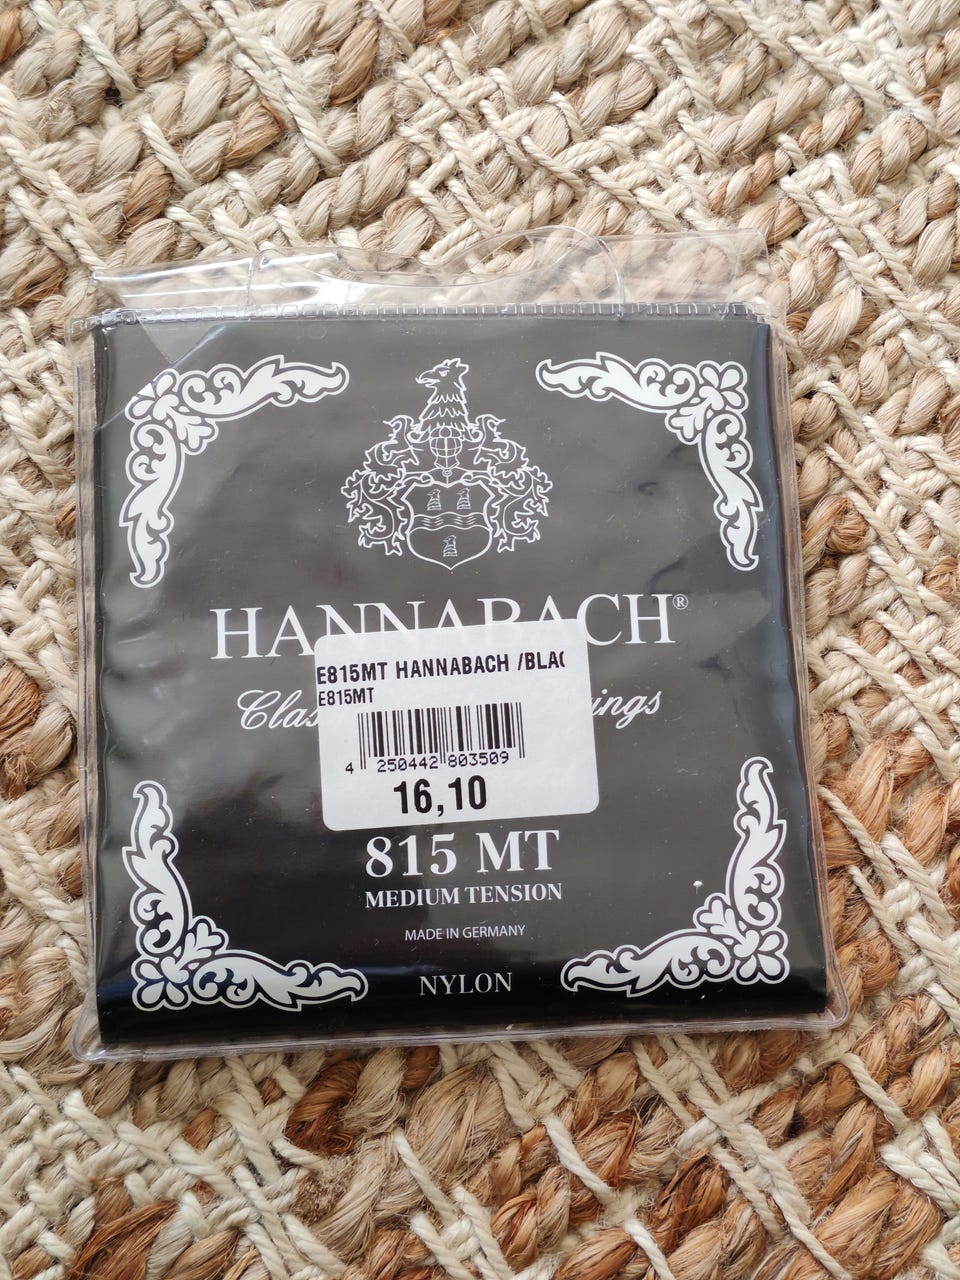 HANNABACH®
E815MT HANNABACH /BLA
E815MT
4 250442 803509
16,10
815 MT
MEDIUM TENSION
MADE IN GERMANY
NYLON